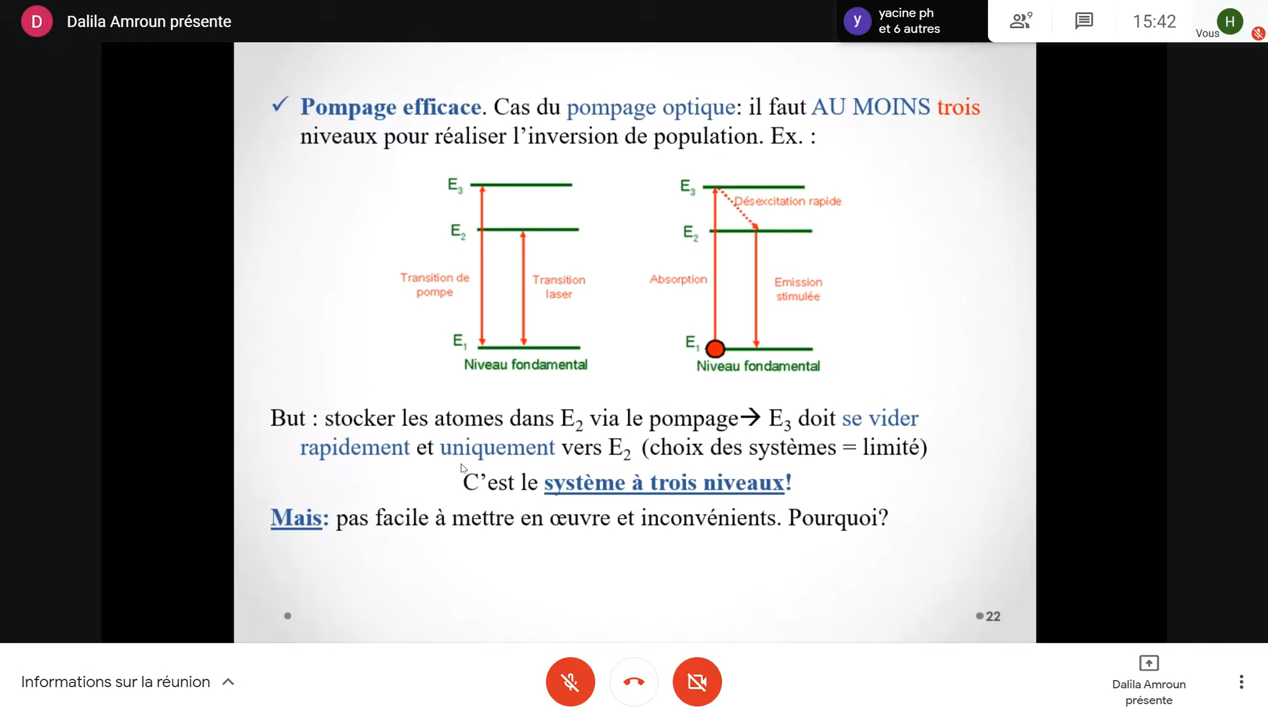 D Dalila Amroun présente
y yacine ph
et 6 autres
9
15:42
Vous H
✓ Pompage efficace. Cas du pompage optique: il faut AU MOINS trois
niveaux pour réaliser l’inversion de population. Ex. :
E3
E2
Transition de
pompe
Transition
laser
E1
Niveau fondamental
E3
Désexcitation rapide
E2
Absorption
Emission
stimulée
E1
Niveau fondamental
But : stocker les atomes dans E2 via le pompage→ E3 doit se vider
rapidement et uniquement vers E2 (choix des systèmes = limité)
C’est le système à trois niveaux!
Mais: pas facile à mettre en œuvre et inconvénients. Pourquoi?
22
Informations sur la réunion
Dalila Amroun
présente